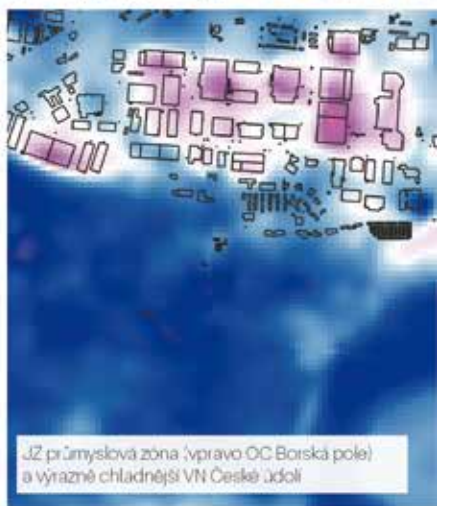 JZ průmyslová zóna (vpravo OC Borská pole)
a výrazně chladnější VN České údolí